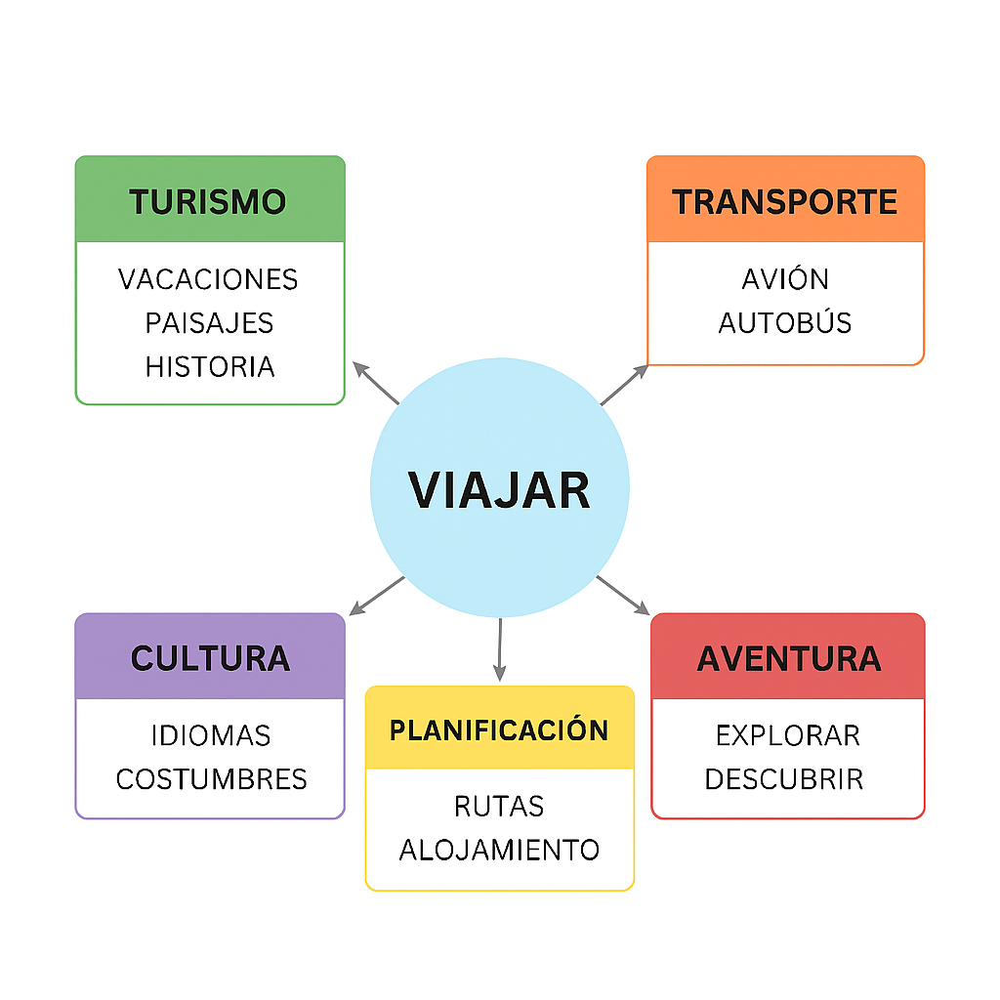 TURISMO
VACACIONES
PAISAJES
HISTORIA
TRANSPORTE
AVIÓN
AUTOBÚS
VIAJAR
CULTURA
IDIOMAS
COSTUMBRES
PLANIFICACIÓN
RUTAS
ALOJAMIENTO
AVENTURA
EXPLORAR
DESCUBRIR